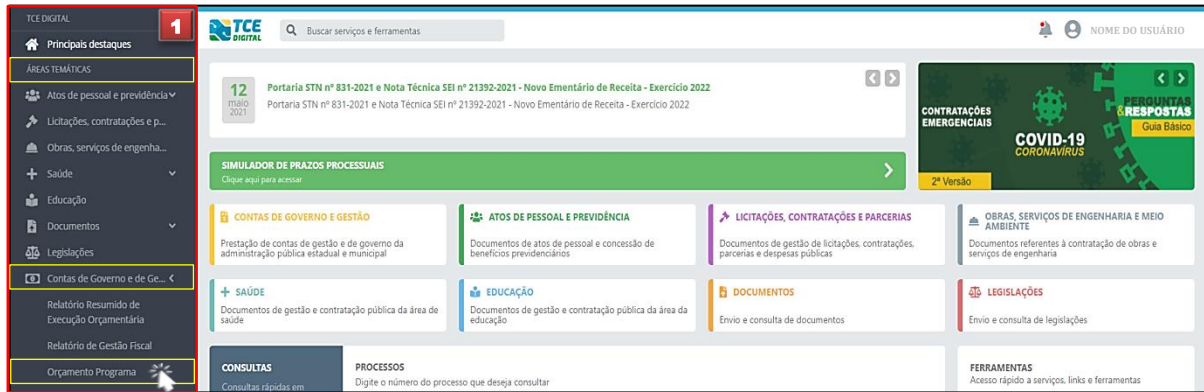 TCE DIGITAL
1
Principais destaques
ÁREAS TEMÁTICAS
Atos de pessoal e previdência
Licitações, contratações e p...
Obras, serviços de engenha...
Saúde
Educação
Documentos
Legislações
Contas de Governo e de Ge...
Relatório Resumido de
Execução Orçamentária
Relatório de Gestão Fiscal
Orçamento Programa
TCE
DIGITAL
Buscar serviços e ferramentas
NOME DO USUÁRIO
12
maio
2021
Portaria STN nº 831-2021 e Nota Técnica SEI nº 21392-2021 - Novo Ementário de Receita - Exercício 2022
Portaria STN nº 831-2021 e Nota Técnica SEI nº 21392-2021 - Novo Ementário de Receita - Exercício 2022
CONTRATAÇÕES
EMERGENCIAIS
COVID-19
CORONAVÍRUS
PERGUNTAS
&RESPOSTAS
Guia Básico
2ª Versão
SIMULADOR DE PRAZOS PROCESSUAIS
Clique aqui para acessar
CONTAS DE GOVERNO E GESTÃO
Prestação de contas de gestão e de governo da
administração pública estadual e municipal
ATOS DE PESSOAL E PREVIDÊNCIA
Documentos de atos de pessoal e concessão de
benefícios previdenciários
LICITAÇÕES, CONTRATAÇÕES E PARCERIAS
Documentos de gestão de licitações, contratações,
parcerias e despesas públicas
OBRAS, SERVIÇOS DE ENGENHARIA E MEIO
AMBIENTE
Documentos referentes à contratação de obras e
serviços de engenharia
SAÚDE
Documentos de gestão e contratação pública da área de
saúde
EDUCAÇÃO
Documentos de gestão e contratação pública da área da
educação
DOCUMENTOS
Envio e consulta de documentos
LEGISLAÇÕES
Envio e consulta de legislações
CONSULTAS
Consultas rápidas em
PROCESSOS
Digite o número do processo que deseja consultar
FERRAMENTAS
Acesso rápido a serviços, links e ferramentas